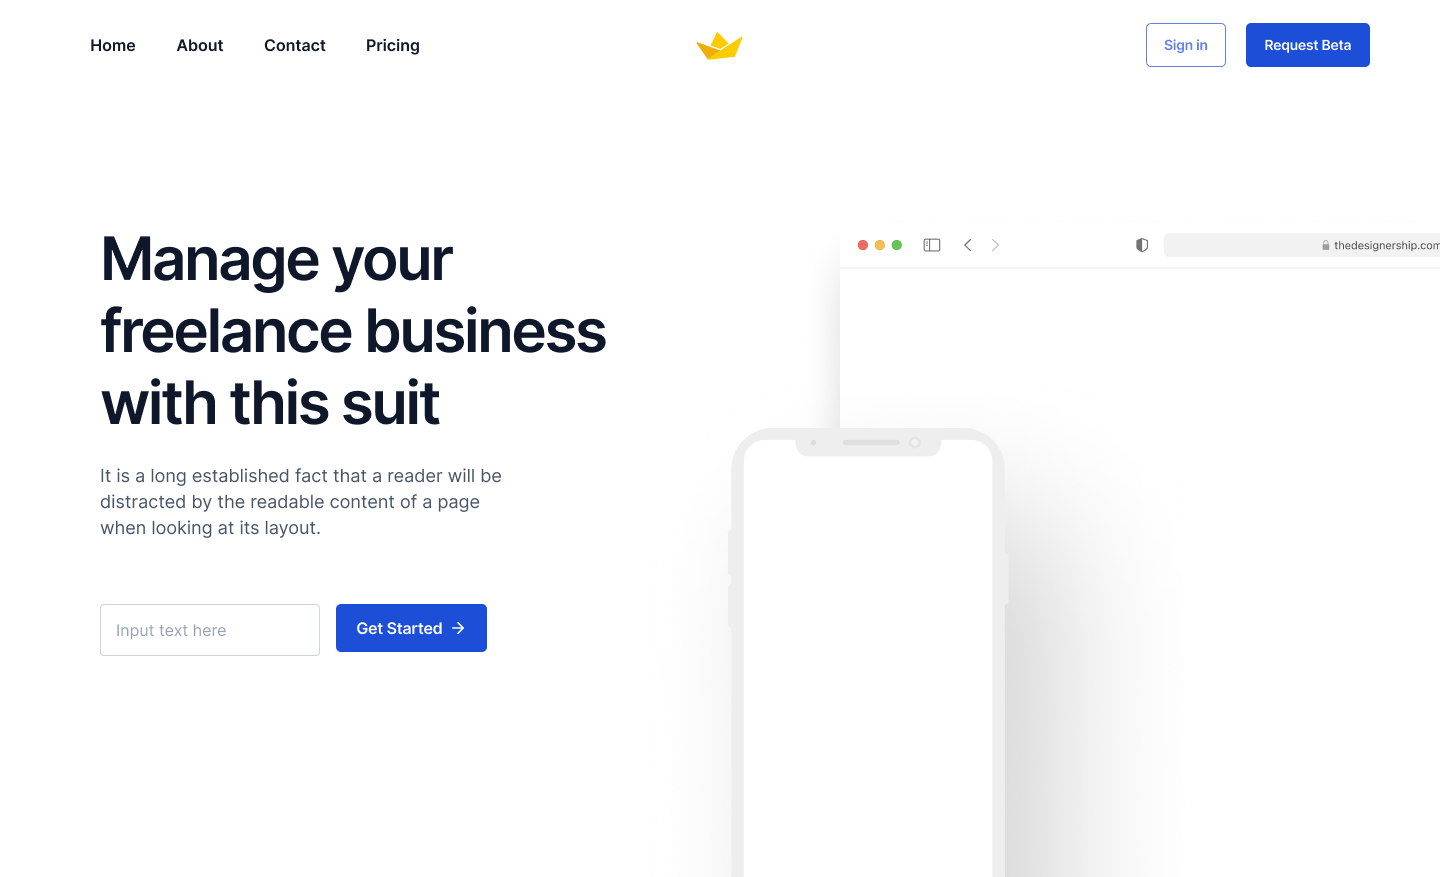 Home About Contact Pricing Sign in Request Beta
thedesignership.com
Manage your
freelance business
with this suit
It is a long established fact that a reader will be
distracted by the readable content of a page
when looking at its layout.
Input text here Get Started →